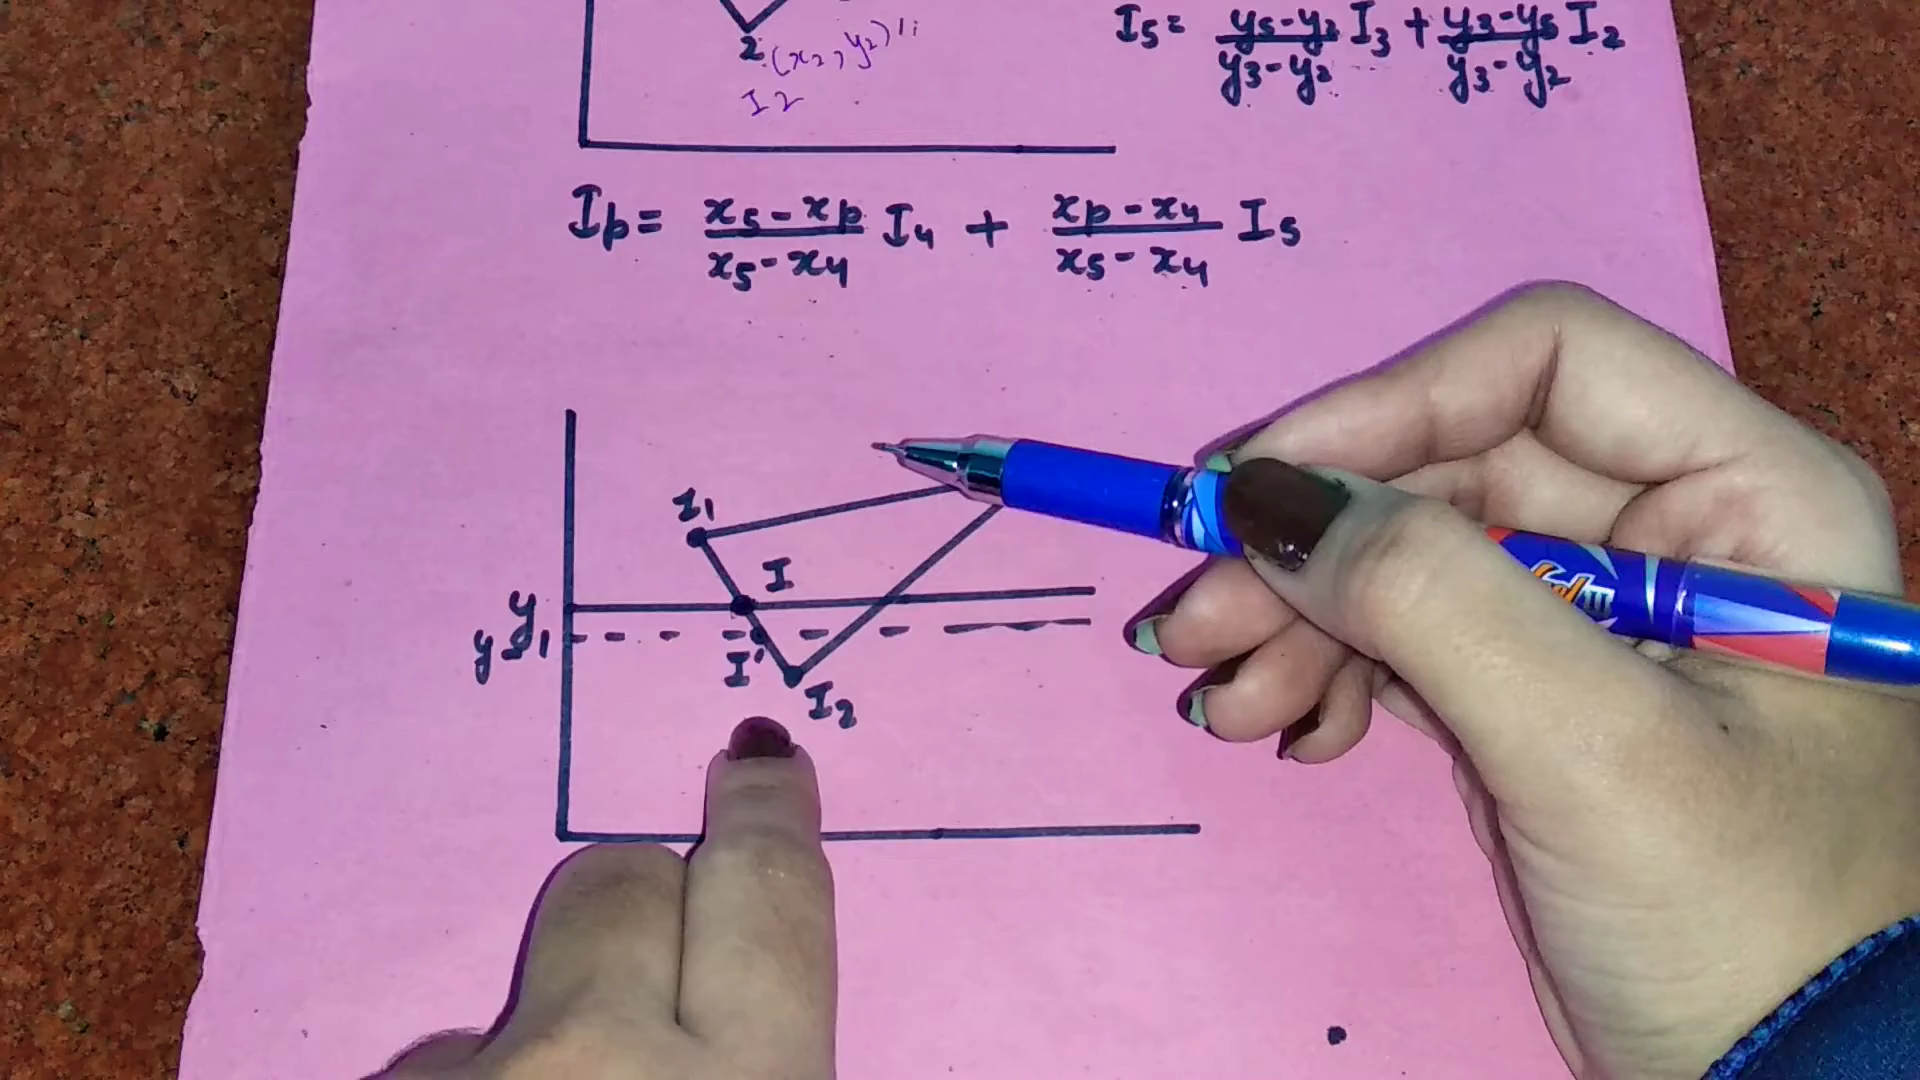 I5 = y5-y2/y3-y2 I3 + y3-y5/y3-y2 I2
2 (x2, y2)
I2
Ip = x5-xp/x5-x4 I4 + xp-x4/x5-x4 I5
I1
I
y
y-1
I'
I2